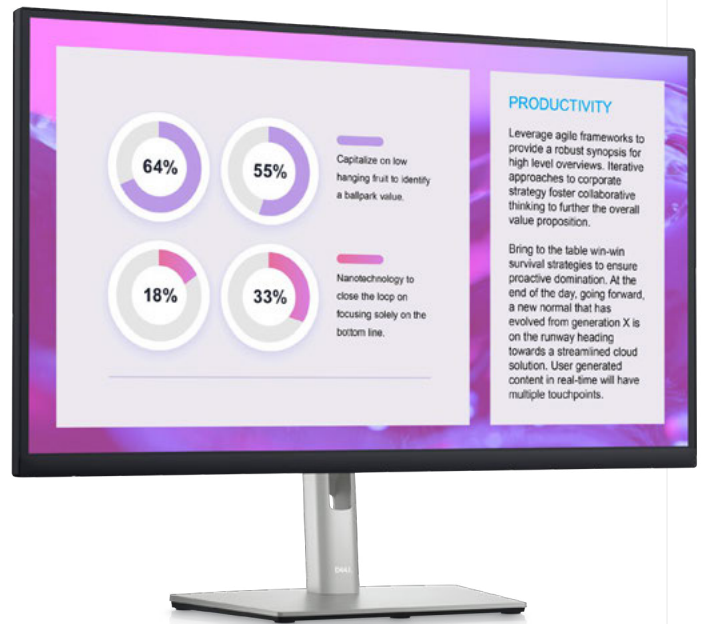 64%
55%
Capitalize on low
hanging fruit to identify
a ballpark value.
18%
33%
Nanotechnology to
close the loop on
focusing solely on the
bottom line.
PRODUCTIVITY
Leverage agile frameworks to
provide a robust synopsis for
high level overviews. Iterative
approaches to corporate
strategy foster collaborative
thinking to further the overall
value proposition.
Bring to the table win-win
survival strategies to ensure
proactive domination. At the
end of the day, going forward,
a new normal that has
evolved from generation X is
on the runway heading
towards a streamlined cloud
solution. User generated
content in real-time will have
multiple touchpoints.
DELL